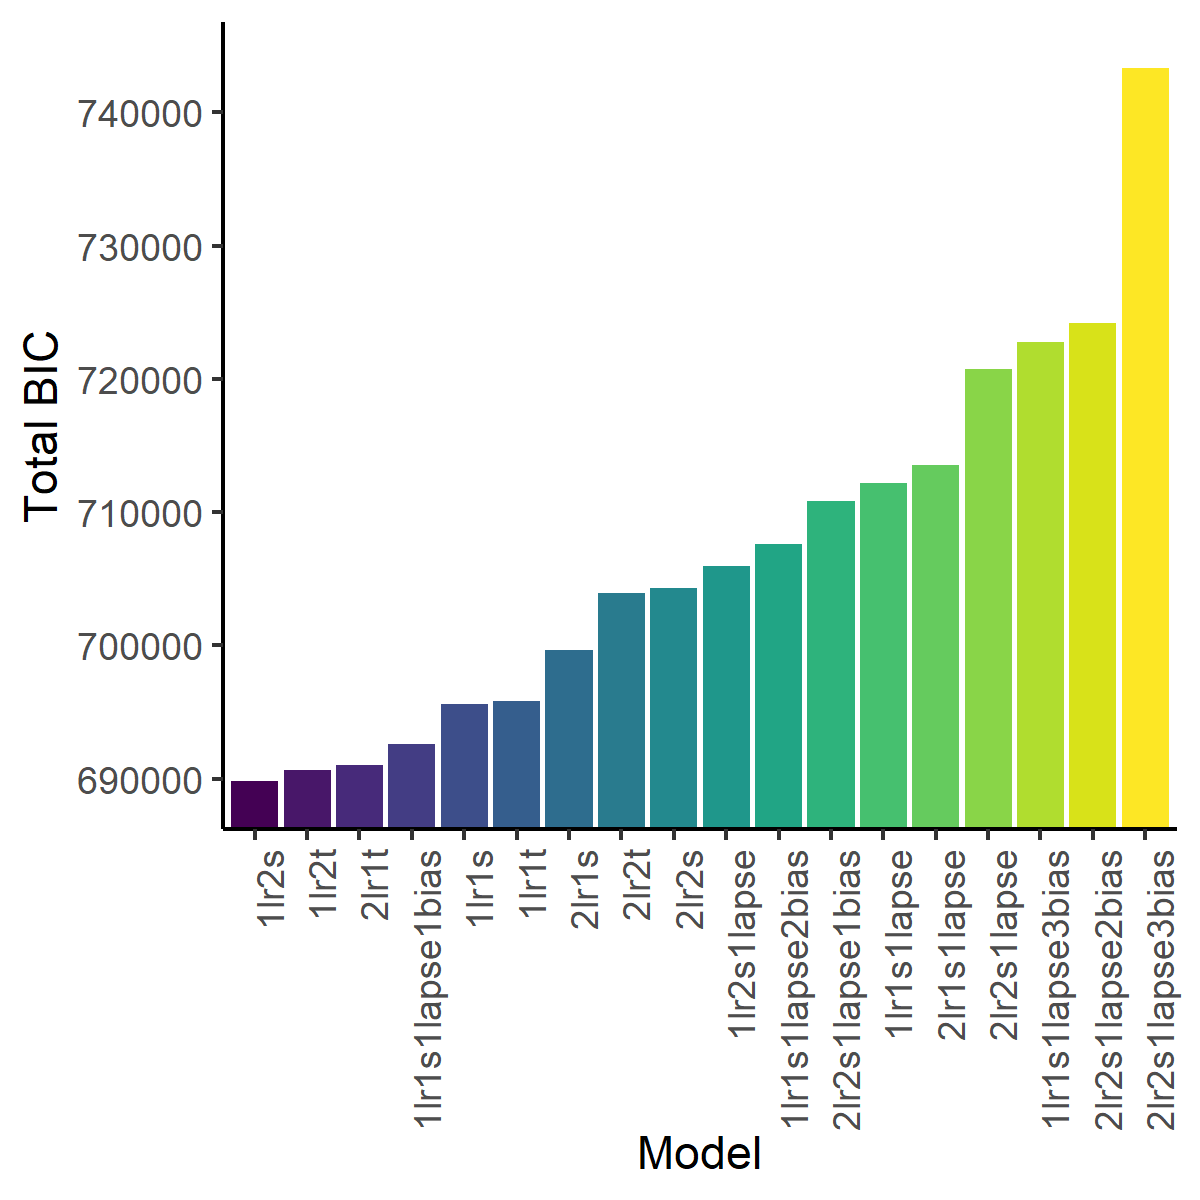 Total BIC
740000
730000
720000
710000
700000
690000
1lr2s
1lr2t
2lr1t
1lr1s1lapse1bias
1lr1s
1lr1t
2lr1s
2lr2t
2lr2s
1lr2s1lapse
1lr1s1lapse2bias
2lr2s1lapse1bias
1lr1s1lapse
2lr1s1lapse
2lr2s1lapse
1lr1s1lapse3bias
2lr2s1lapse2bias
2lr2s1lapse3bias
Model